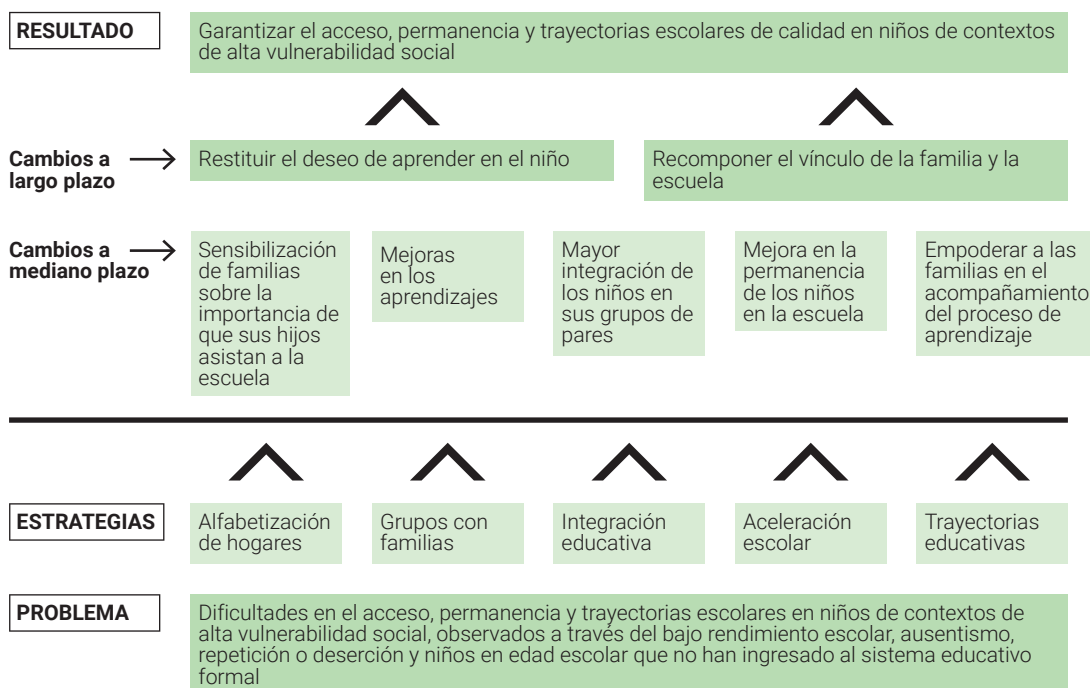 RESULTADO
Garantizar el acceso, permanencia y trayectorias escolares de calidad en niños de contextos
de alta vulnerabilidad social
Cambios a
largo plazo
Restituir el deseo de aprender en el niño
Recomponer el vínculo de la familia y la
escuela
Cambios a
mediano plazo
Sensibilización
de familias
sobre la
importancia de
que sus hijos
asistan a la
escuela
Mejoras
en los
aprendizajes
Mayor
integración de
los niños en
sus grupos de
pares
Mejora en la
permanencia
de los niños
en la escuela
Empoderar a las
familias en el
acompañamiento
del proceso de
aprendizaje
ESTRATEGIAS
Alfabetización
de hogares
Grupos con
familias
Integración
educativa
Aceleración
escolar
Trayectorias
educativas
PROBLEMA
Dificultades en el acceso, permanencia y trayectorias escolares en niños de contextos de
alta vulnerabilidad social, observados a través del bajo rendimiento escolar, ausentismo,
repetición o deserción y niños en edad escolar que no han ingresado al sistema educativo
formal